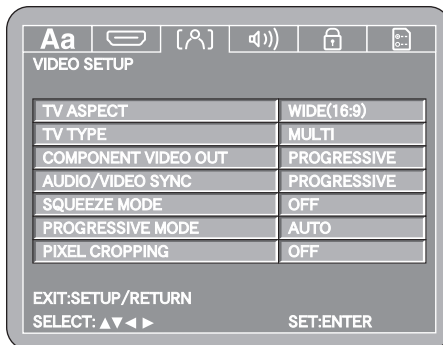 Aa
VIDEO SETUP
TV ASPECT WIDE(16:9)
TV TYPE MULTI
COMPONENT VIDEO OUT PROGRESSIVE
AUDIO/VIDEO SYNC PROGRESSIVE
SQUEEZE MODE OFF
PROGRESSIVE MODE AUTO
PIXEL CROPPING OFF
EXIT:SETUP/RETURN
SELECT: ▲▼◄ ► SET:ENTER